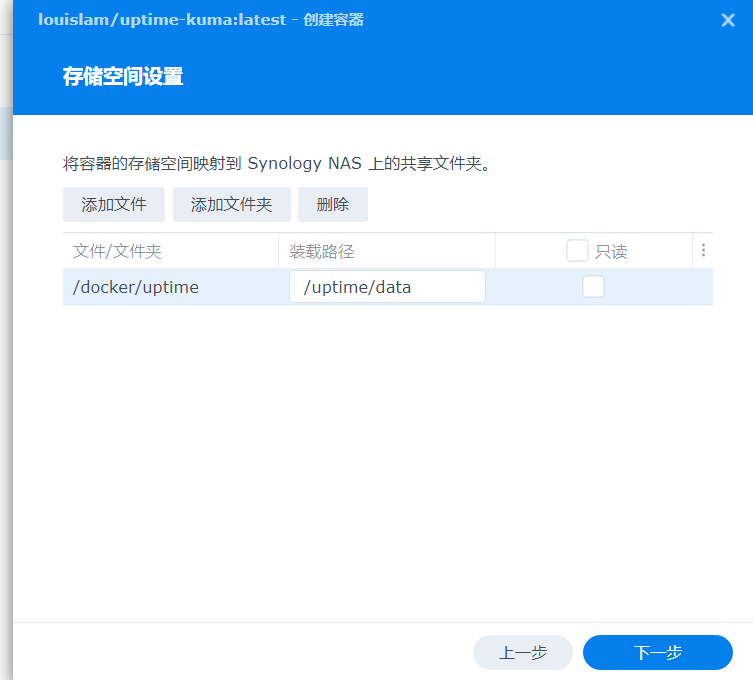 louislam/uptime-kuma:latest - 创建容器
存储空间设置
将容器的存储空间映射到 Synology NAS 上的共享文件夹。
添加文件 添加文件夹 删除
文件/文件夹 装载路径 只读
/docker/uptime /uptime/data
上一步 下一步